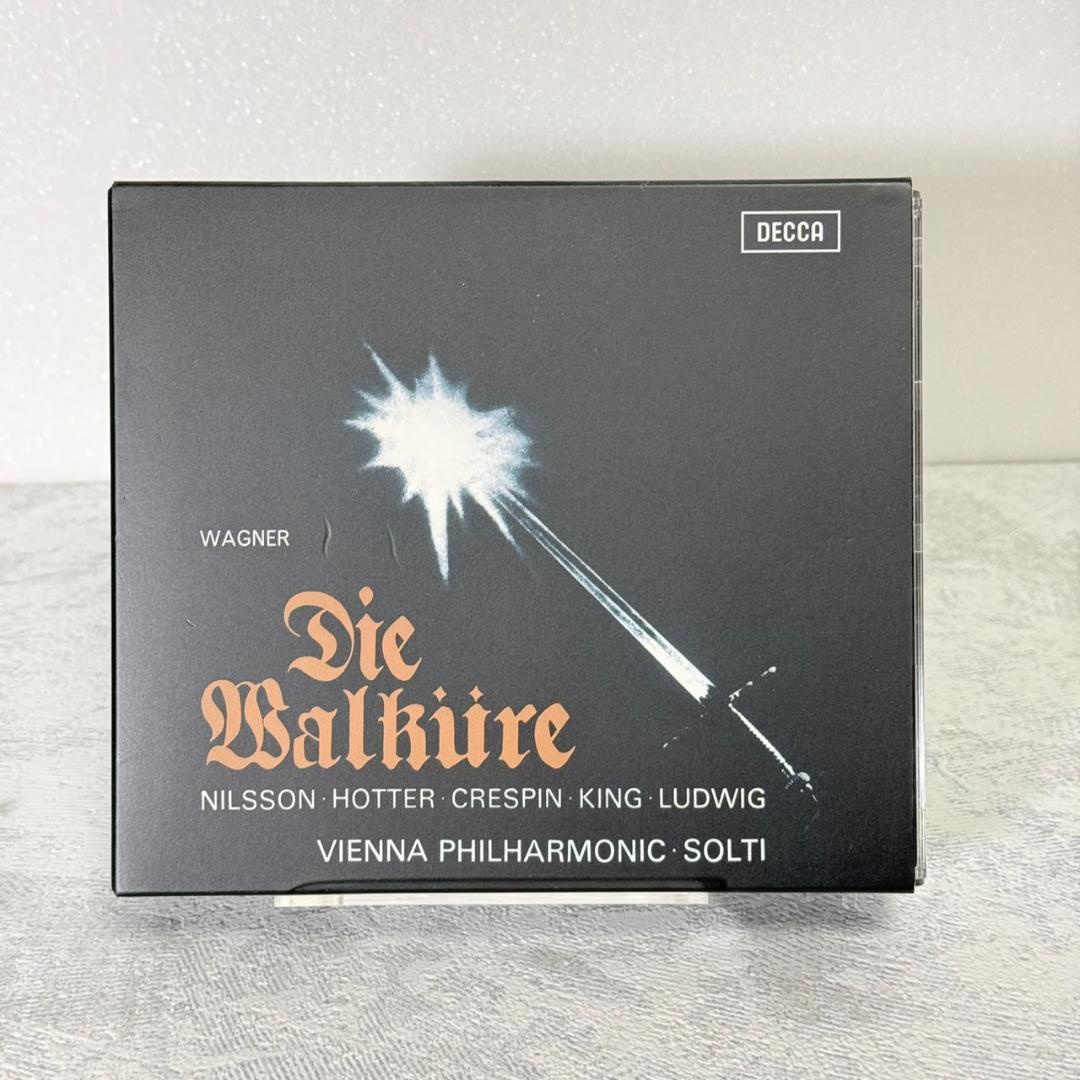 DECCA
WAGNER
Die
Walküre
NILSSON · HOTTER · CRESPIN · KING · LUDWIG
VIENNA PHILHARMONIC · SOLTI